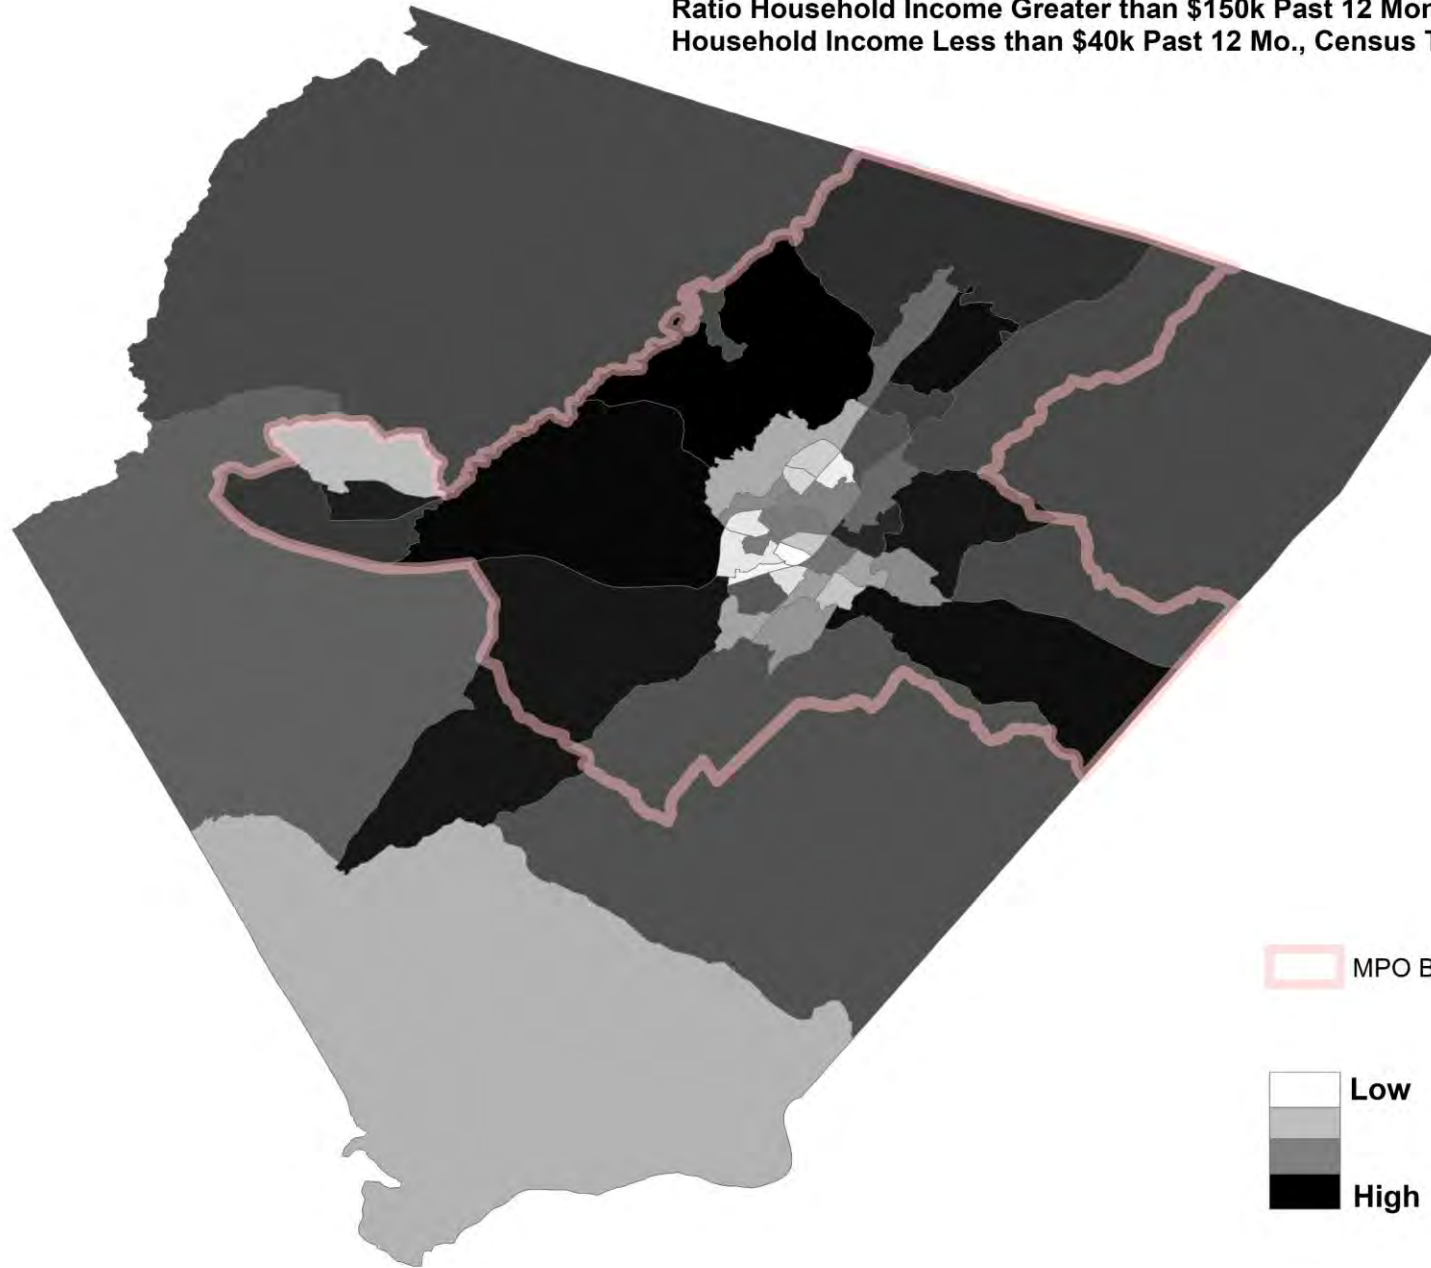 Ratio Household Income Greater than $150k Past 12
Household Income Less than $40k Past 12 Mo., Census
MPO
Low
High